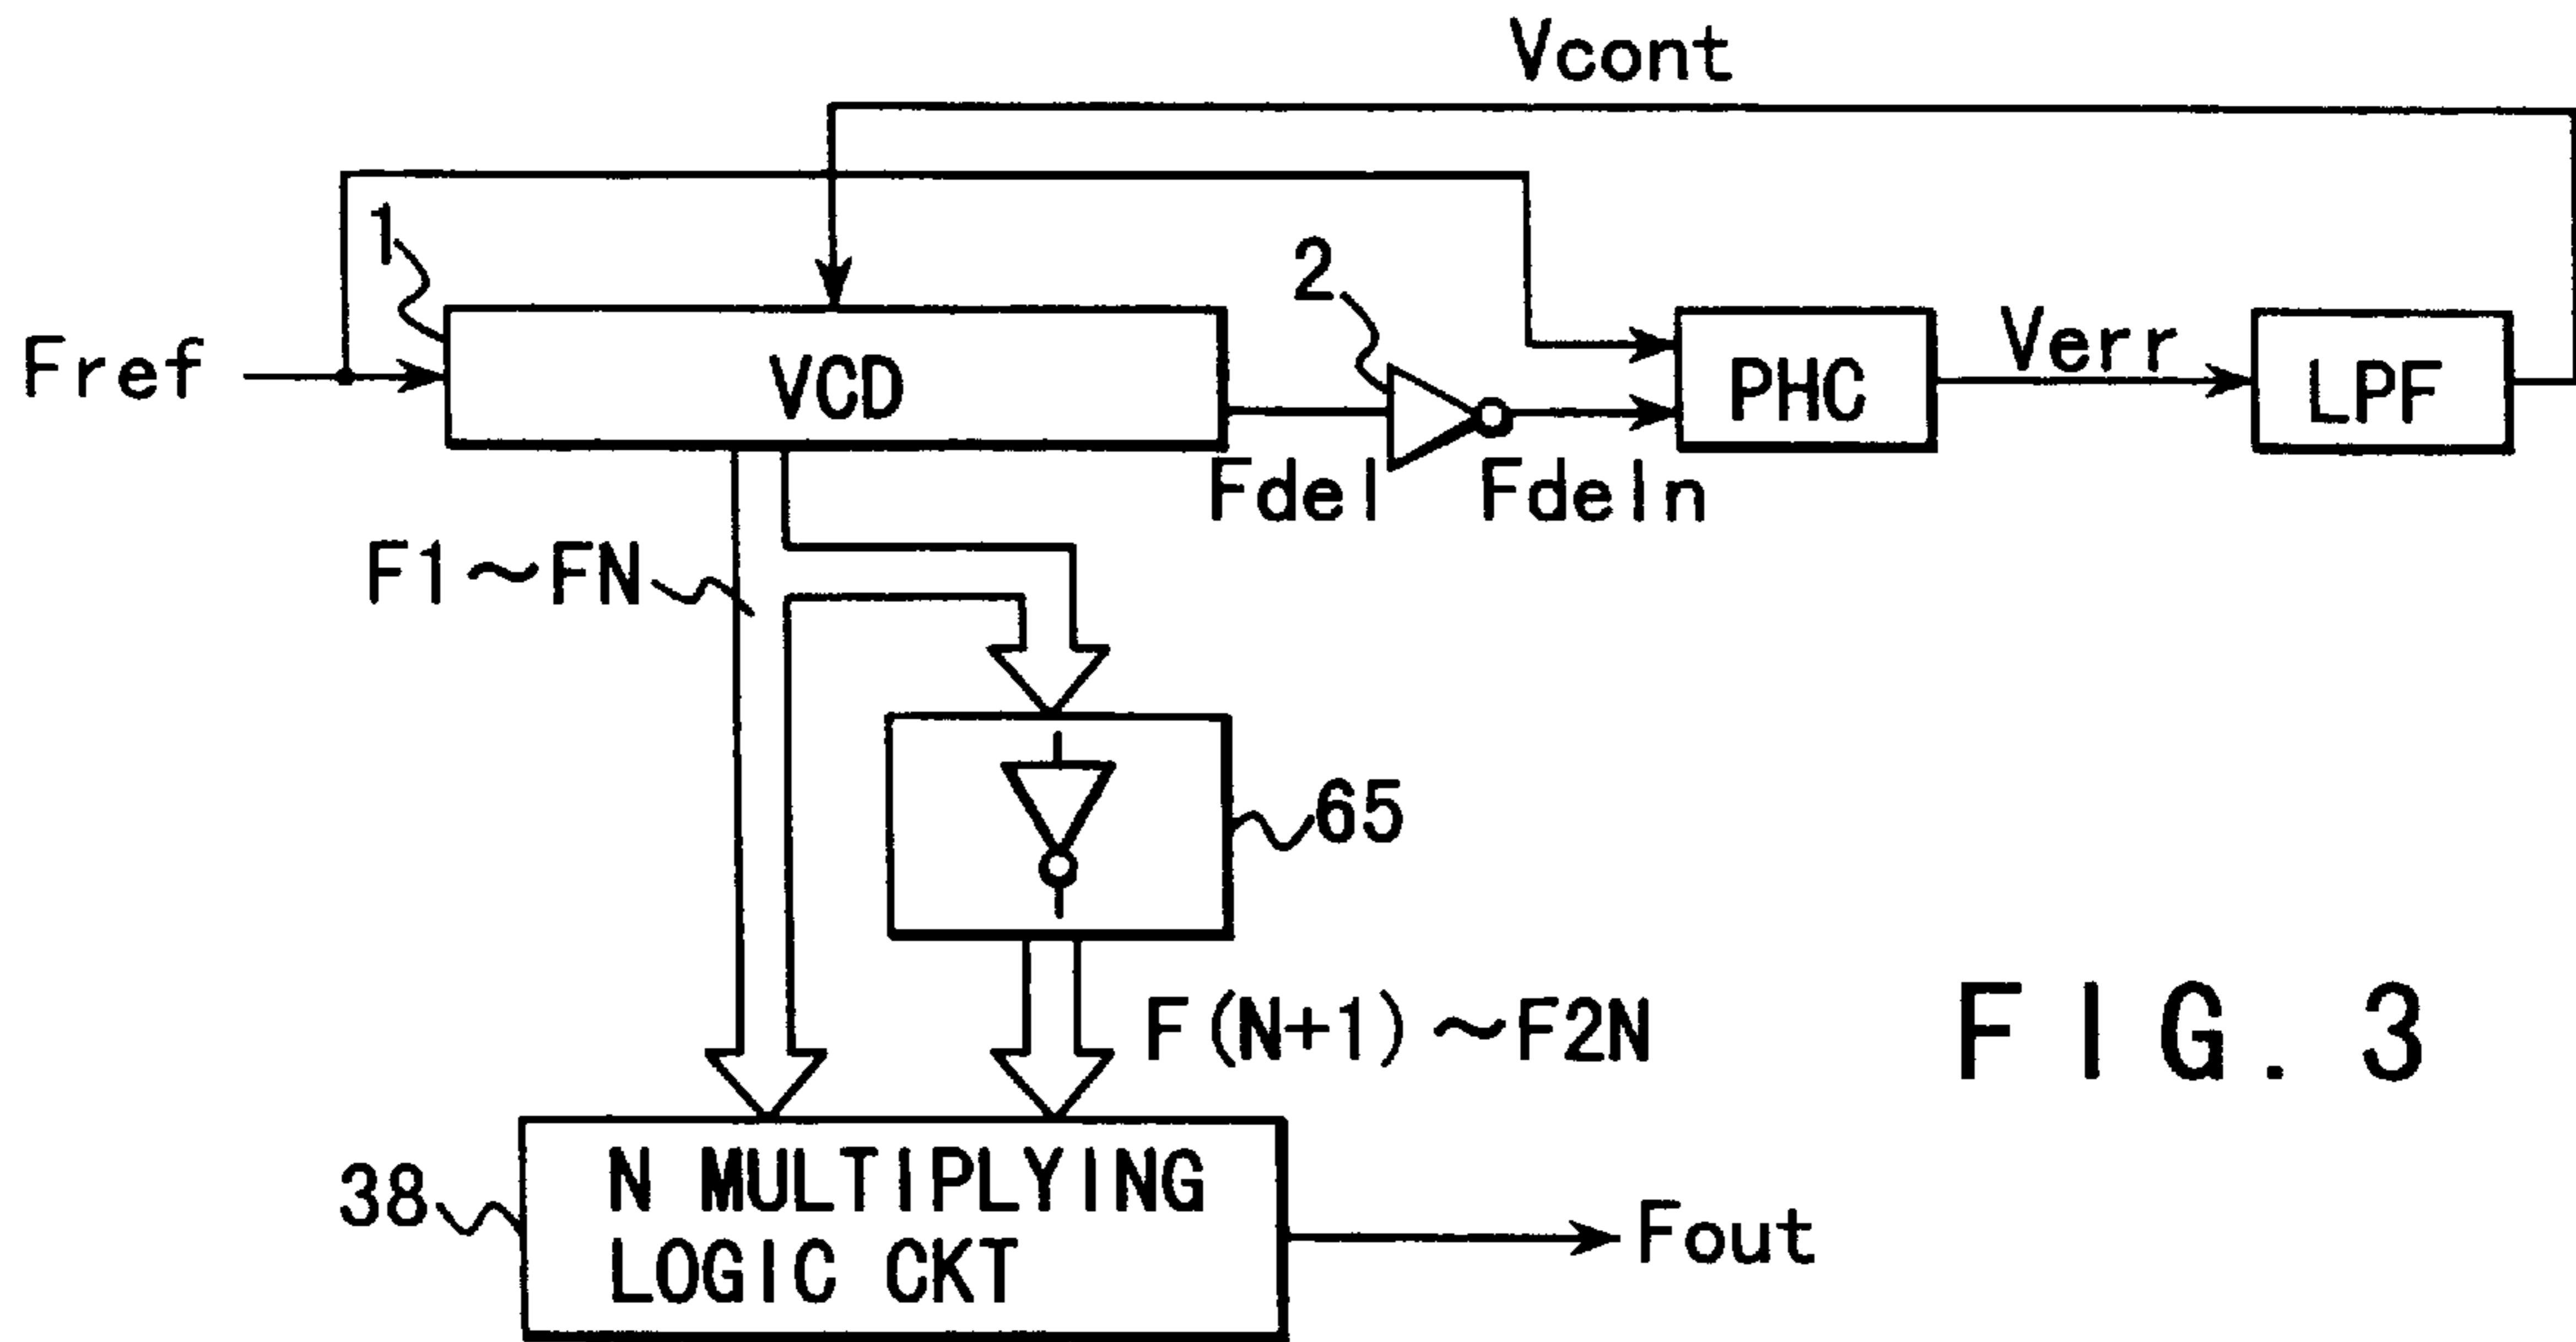 Vcont
1
2
Fref
VCD
PHC
Verr
LPF
Fdel
Fdeln
F1～FN
65
F(N+1)～F2N
FIG. 3
38
N MULTIPLYING
LOGIC CKT
Fout